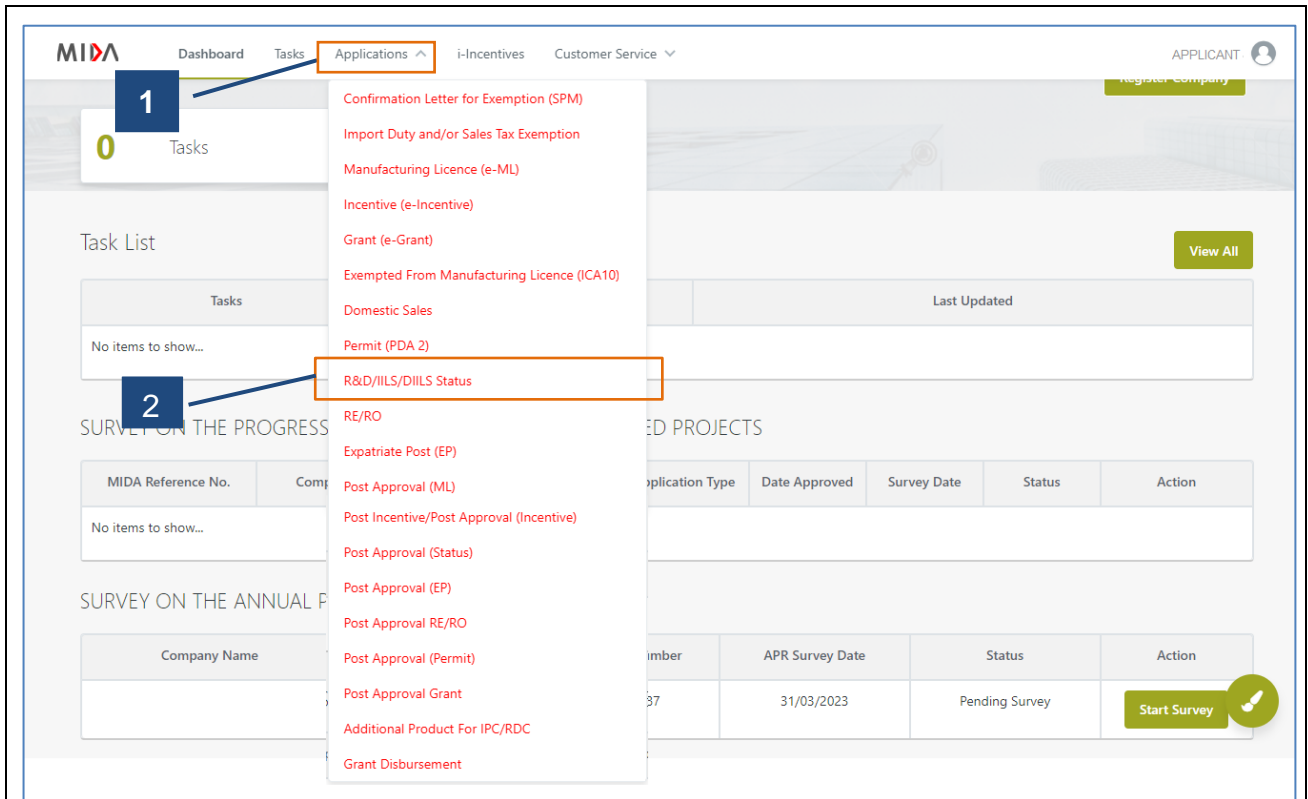 MIDA Dashboard Tasks Applications i-Incentives Customer Service APPLICANT
Register Company
1
0 Tasks
Confirmation Letter for Exemption (SPM)
Import Duty and/or Sales Tax Exemption
Manufacturing Licence (e-ML)
Incentive (e-Incentive)
Grant (e-Grant)
Exempted From Manufacturing Licence (ICA10)
Domestic Sales
Permit (PDA 2)
R&D/IILS/DIILS Status
RE/RO
Expatriate Post (EP)
Post Approval (ML)
Post Incentive/Post Approval (Incentive)
Post Approval (Status)
Post Approval (EP)
Post Approval RE/RO
Post Approval (Permit)
Post Approval Grant
Additional Product For IPC/RDC
Grant Disbursement
Task List
View All
Tasks Last Updated
No items to show...
2
SURVEY ON THE PROGRESS ED PROJECTS
MIDA Reference No. Comp plication Type Date Approved Survey Date Status Action
No items to show...
SURVEY ON THE ANNUAL P
Company Name umber APR Survey Date Status Action
37 31/03/2023 Pending Survey Start Survey